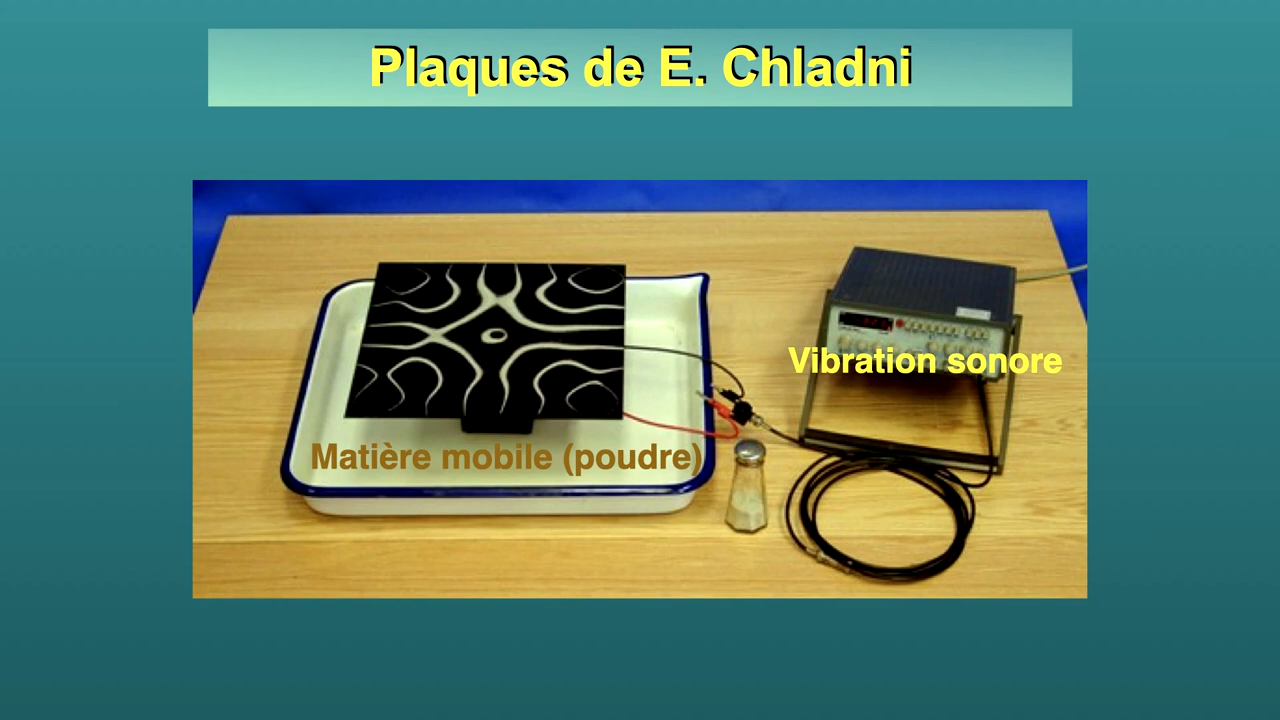 Plaques de E. Chladni
Vibration sonore
Matière mobile (poudre)